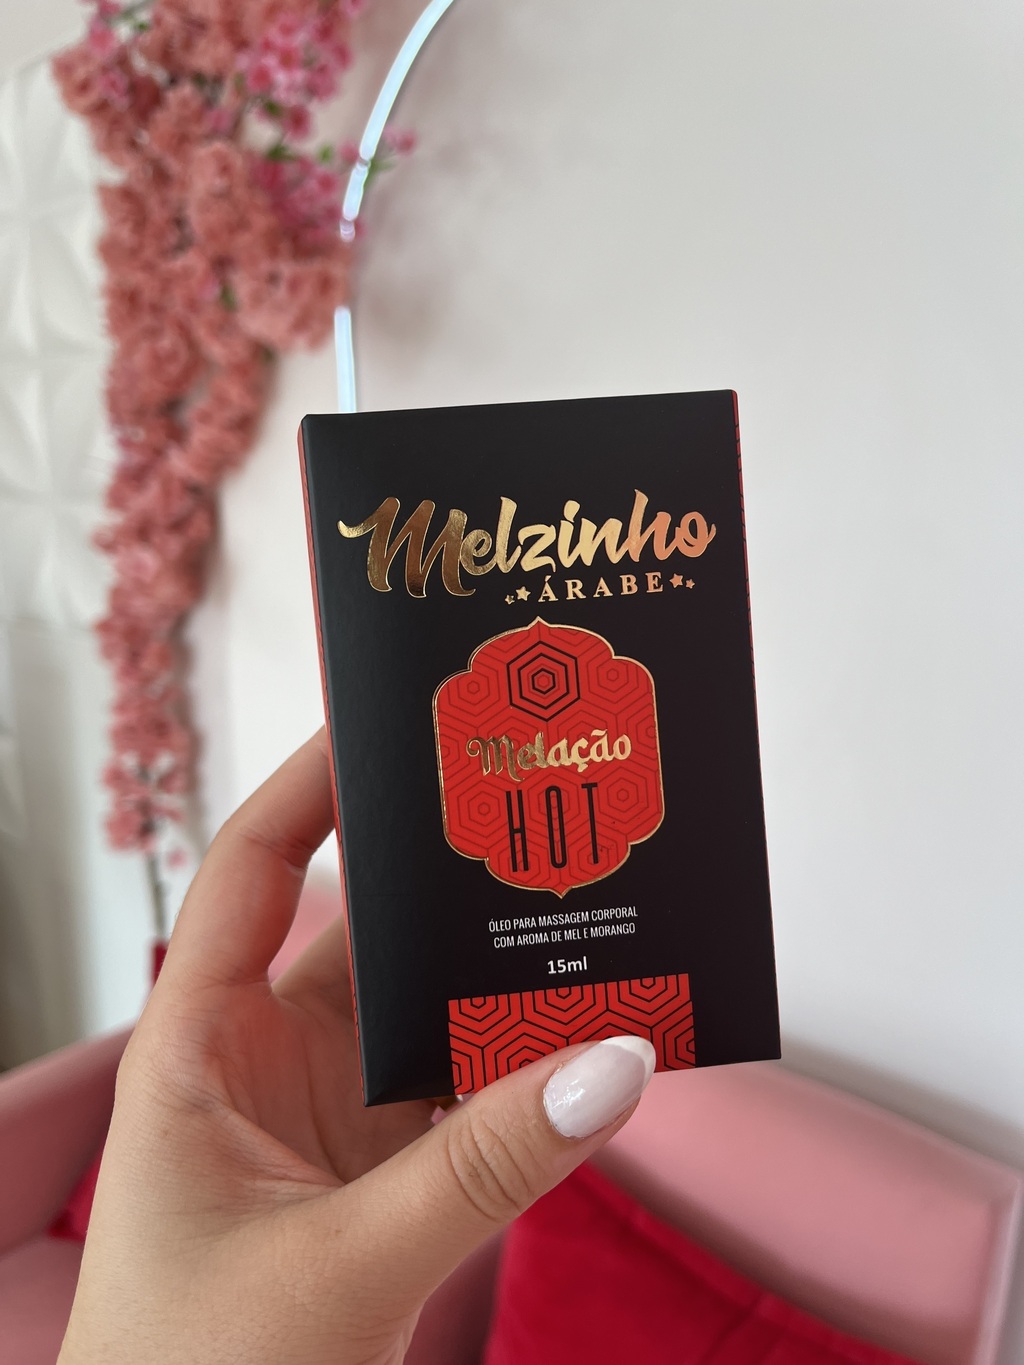 Melzinho
ÁRABE
Melação
HOT
ÓLEO PARA MASSAGEM CORPORAL
COM AROMA DE MEL E MORANGO
15ml